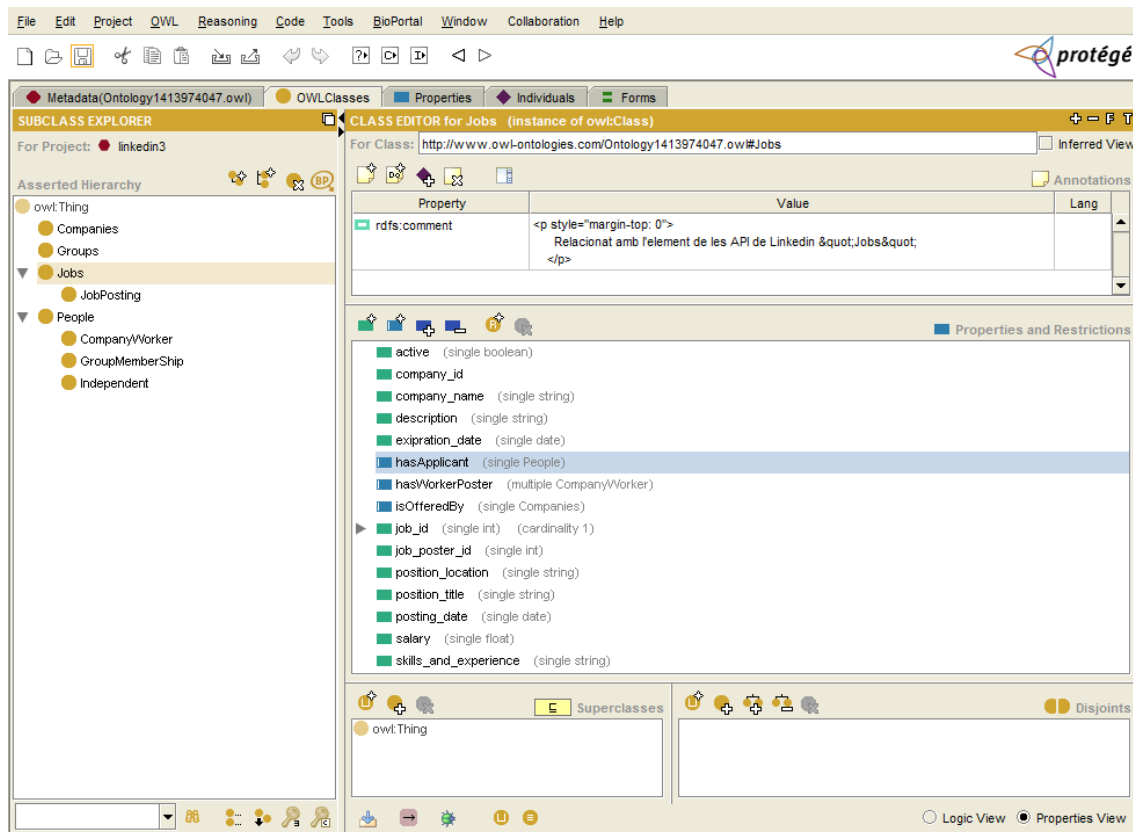 File Edit Project OWL Reasoning Code Tools BioPortal Window Collaboration Help
protégé
Metadata(Ontology1413974047.owl) OWLClasses Properties Individuals Forms
SUBCLASS EXPLORER
For Project: linkedin3
Asserted Hierarchy
BP
owl:Thing
Companies
Groups
Jobs
JobPosting
People
CompanyWorker
GroupMemberShip
Independent
CLASS EDITOR for Jobs (instance of owl:Class)
F T
For Class: http://www.owl-ontologies.com/Ontology1413974047.owl#Jobs Inferred View
Annotations
Property Value Lang
rdfs:comment <p style="margin-top: 0">
Relacionat amb l'element de les API de Linkedin &quot;Jobs&quot;
</p>
Properties and Restrictions
active (single boolean)
company_id
company_name (single string)
description (single string)
exipration_date (single date)
hasApplicant (single People)
hasWorkerPoster (multiple CompanyWorker)
isOfferedBy (single Companies)
job_id (single int) (cardinality 1)
job_poster_id (single int)
position_location (single string)
position_title (single string)
posting_date (single date)
salary (single float)
skills_and_experience (single string)
Superclasses
owl:Thing
Disjoints
Logic View Properties View